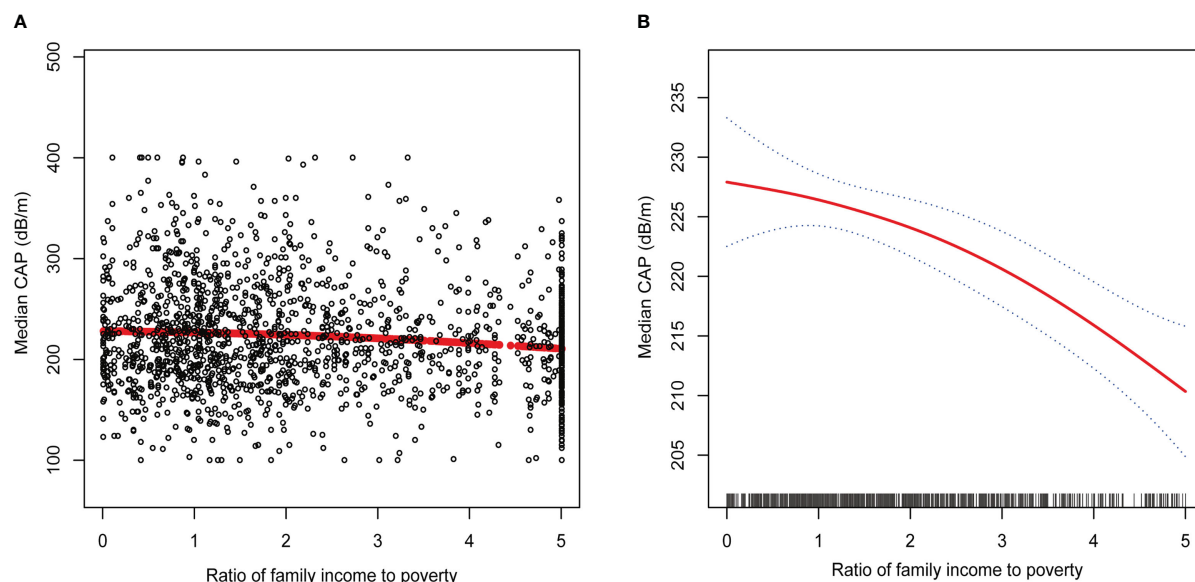 A
Median CAP (dB/m)
500
400
300
200
100
0 1 2 3 4 5
Ratio of family income to poverty
B
Median CAP (dB/m)
235
230
225
220
215
210
205
0 1 2 3 4 5
Ratio of family income to poverty